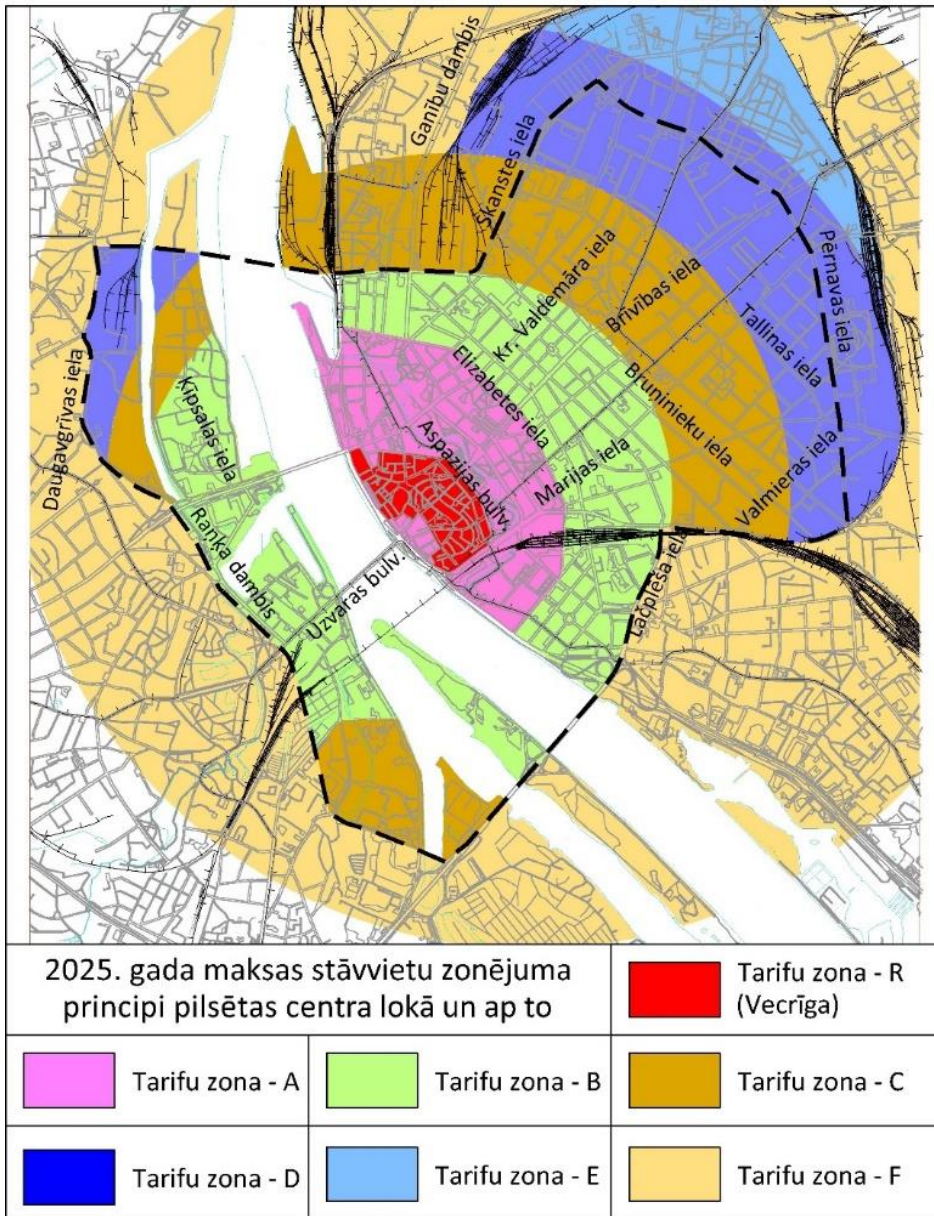 Ganību dambis
Skanstes iela
Kr. Valdemāra iela
Brīvības iela
Pērnavas iela
Tallinas iela
Elizabetes iela
Bruninieku iela
Daugavgrīvas iela
Ķīpsalas iela
Aspazijas bulv.
Marijas iela
Valmieras iela
Raņķa dambis
Uzvaras bulv.
Lāčplēša iela
2025. gada maksas stāvvietu zonējuma
principi pilsētas centra lokā un ap to
Tarifu zona - R
(Vecrīga)
Tarifu zona - A
Tarifu zona - B
Tarifu zona - C
Tarifu zona - D
Tarifu zona - E
Tarifu zona - F